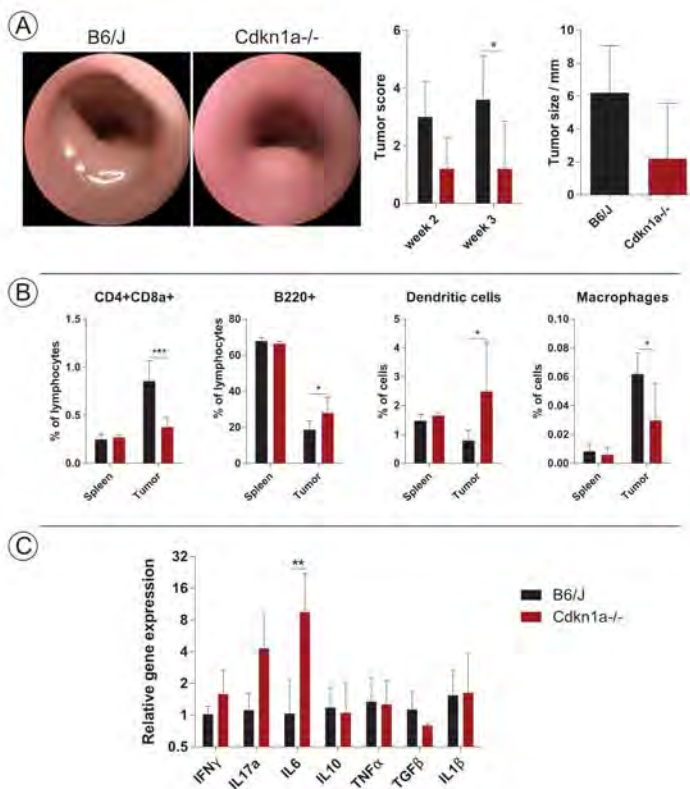 A
B6/J
Cdkn1a-/-
Tumor score
6
4
2
0
*
week 2
week 3
Tumor size / mm
10
8
6
4
2
0
B6/J
Cdkn1a-/-
B
CD4+CD8a+
% of lymphocytes
1.5
1.0
0.5
0.0
***
Spleen
Tumor
B220+
% of lymphocytes
80
60
40
20
0
*
Spleen
Tumor
Dendritic cells
% of cells
5
4
3
2
1
0
*
Spleen
Tumor
Macrophages
% of cells
0.10
0.08
0.06
0.04
0.02
0.00
*
Spleen
Tumor
C
Relative gene expression
32
16
8
4
2
1
0.5
**
IFNγ
IL17a
IL6
IL10
TNFα
TGFβ
IL1β
B6/J
Cdkn1a-/-